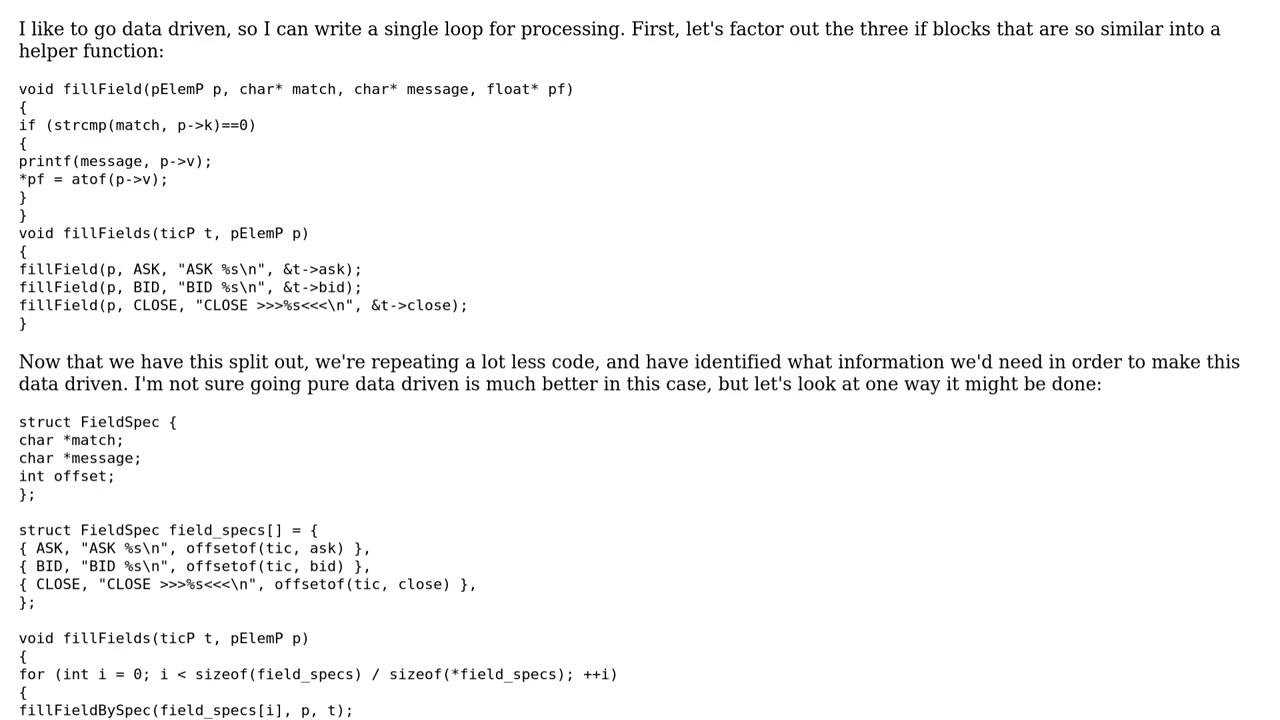 I like to go data driven, so I can write a single loop for processing. First, let's factor out the three if blocks that are so similar into a
helper function:
void fillField(pElemP p, char* match, char* message, float* pf)
{
if (strcmp(match, p->k)==0)
{
printf(message, p->v);
*pf = atof(p->v);
}
}
void fillFields(ticP t, pElemP p)
{
fillField(p, ASK, "ASK %s\n", &t->ask);
fillField(p, BID, "BID %s\n", &t->bid);
fillField(p, CLOSE, "CLOSE >>>%s<<<\n", &t->close);
}
Now that we have this split out, we're repeating a lot less code, and have identified what information we'd need in order to make this
data driven. I'm not sure going pure data driven is much better in this case, but let's look at one way it might be done:
struct FieldSpec {
char *match;
char *message;
int offset;
};
struct FieldSpec field_specs[] = {
{ ASK, "ASK %s\n", offsetof(tic, ask) },
{ BID, "BID %s\n", offsetof(tic, bid) },
{ CLOSE, "CLOSE >>>%s<<<\n", offsetof(tic, close) },
};
void fillFields(ticP t, pElemP p)
{
for (int i = 0; i < sizeof(field_specs) / sizeof(*field_specs); ++i)
{
fillFieldBySpec(field_specs[i], p, t);